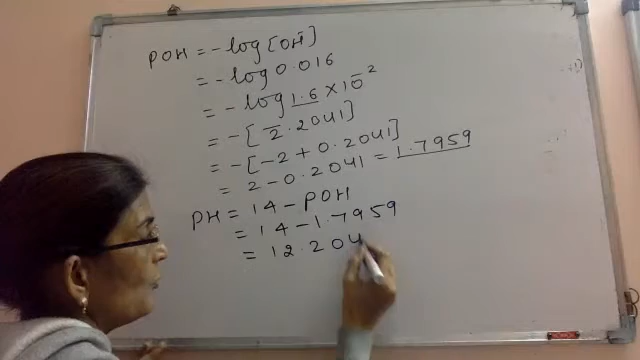 POH = -log[OH̄]
= -log 0.016
= -log 1.6 × 10̄²
= -[2̄.2041]
= -[-2 + 0.2041]
= 2 - 0.2041 = 1.7959
PH = 14 - POH
= 14 - 1.7959
= 12.204